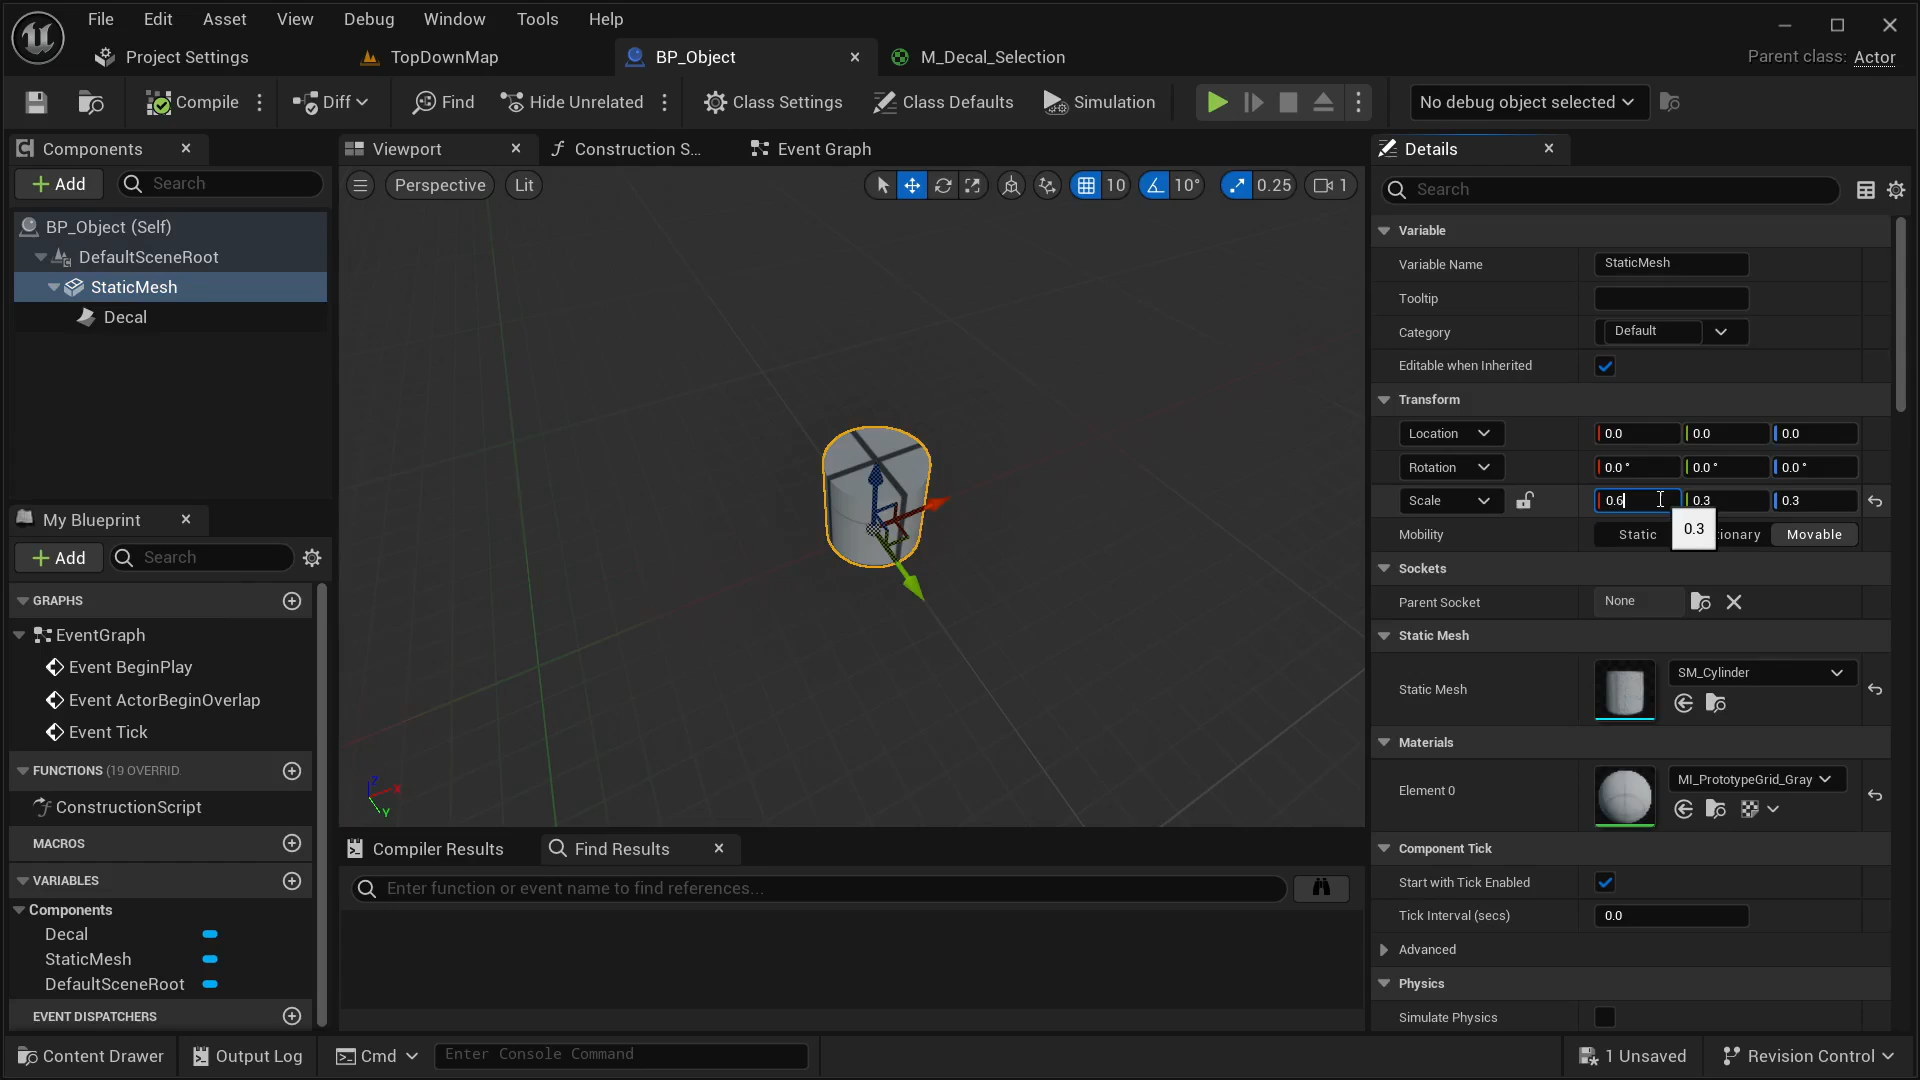 File Edit Asset View Debug Window Tools Help
Project Settings TopDownMap BP_Object M_Decal_Selection Parent class: Actor
Compile Diff Find Hide Unrelated Class Settings Class Defaults Simulation No debug object selected
Components
Add Search
BP_Object (Self)
DefaultSceneRoot
StaticMesh
Decal
My Blueprint
Add Search
GRAPHS
EventGraph
Event BeginPlay
Event ActorBeginOverlap
Event Tick
FUNCTIONS (19 OVERRID
ConstructionScript
MACROS
VARIABLES
Components
Decal
StaticMesh
DefaultSceneRoot
EVENT DISPATCHERS
Viewport Construction S... Event Graph
Perspective Lit 10 10° 0.25 1
Z X
Y
Compiler Results Find Results
Enter function or event name to find references...
Details
Search
Variable
Variable Name StaticMesh
Tooltip
Category Default
Editable when Inherited
Transform
Location 0.0 0.0 0.0
Rotation 0.0 ° 0.0 ° 0.0 °
Scale 0.6 0.3 0.3
0.3
Mobility Static ionary Movable
Sockets
Parent Socket None
Static Mesh
Static Mesh SM_Cylinder
Materials
Element 0 MI_PrototypeGrid_Gray
Component Tick
Start with Tick Enabled
Tick Interval (secs) 0.0
Advanced
Physics
Simulate Physics
Content Drawer Output Log Cmd Enter Console Command 1 Unsaved Revision Control